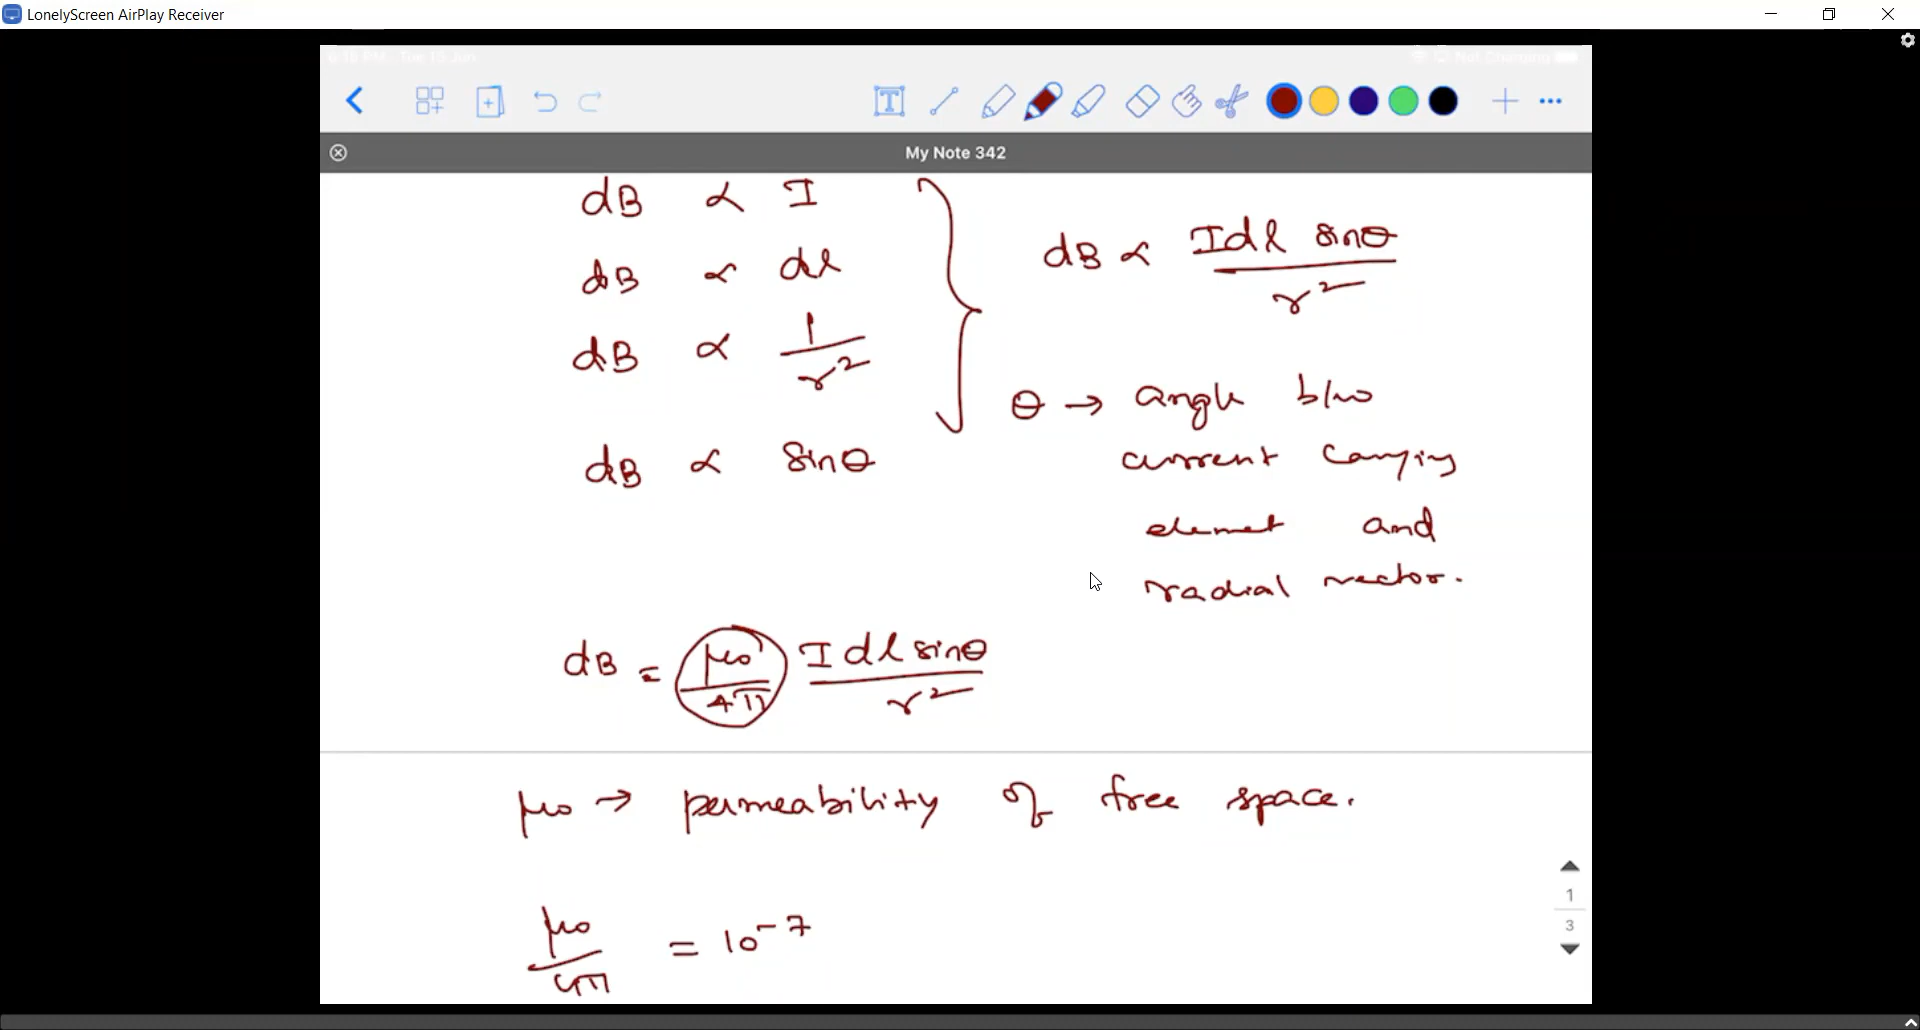 LonelyScreen AirPlay Receiver
My Note 342
dB ∝ I
dB ∝ dl
dB ∝ 1/r²
dB ∝ Sinθ
dB ∝ Idl sinθ/r²
θ → angle b/w
current carrying
element and
radial vector.
dB = μ₀/4π Idl sinθ/r²
μ₀ → permeability of free space.
μ₀/4π = 10⁻⁷
1
3